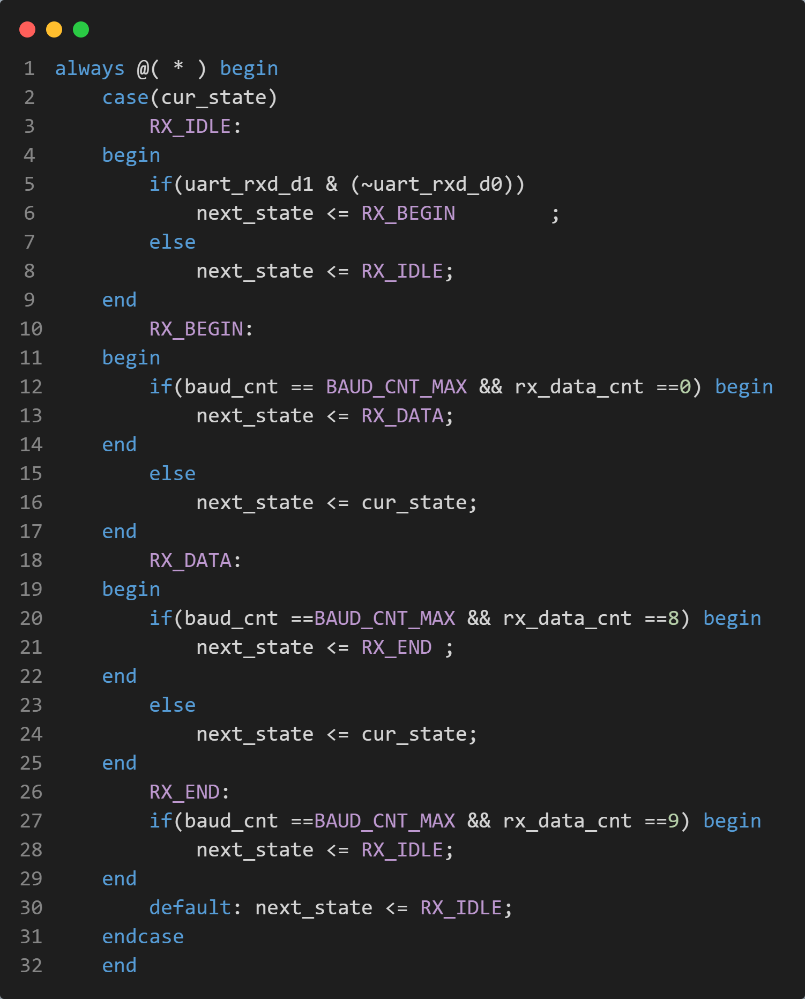 1 always @( * ) begin
2     case(cur_state)
3         RX_IDLE:
4     begin
5         if(uart_rxd_d1 & (~uart_rxd_d0))
6             next_state <= RX_BEGIN        ;
7         else
8             next_state <= RX_IDLE;
9     end
10         RX_BEGIN:
11     begin
12         if(baud_cnt == BAUD_CNT_MAX && rx_data_cnt ==0) begin
13             next_state <= RX_DATA;
14     end
15         else
16             next_state <= cur_state;
17     end
18         RX_DATA:
19     begin
20         if(baud_cnt ==BAUD_CNT_MAX && rx_data_cnt ==8) begin
21             next_state <= RX_END ;
22     end
23         else
24             next_state <= cur_state;
25     end
26         RX_END:
27         if(baud_cnt ==BAUD_CNT_MAX && rx_data_cnt ==9) begin
28             next_state <= RX_IDLE;
29     end
30         default: next_state <= RX_IDLE;
31     endcase
32     end